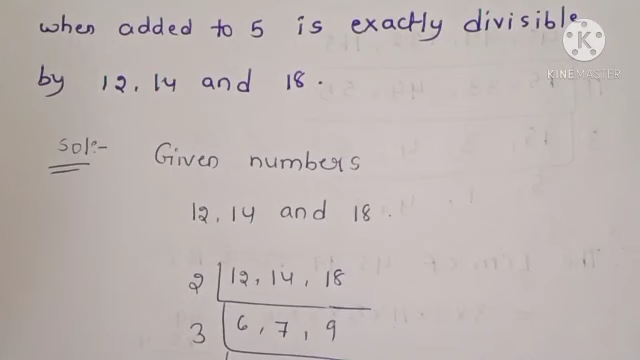 when added to 5 is exactly divisible
by 12, 14 and 18.
KINEMASTER
Sol:-
Given numbers
12, 14 and 18.
2 12, 14, 18
3 6, 7, 9